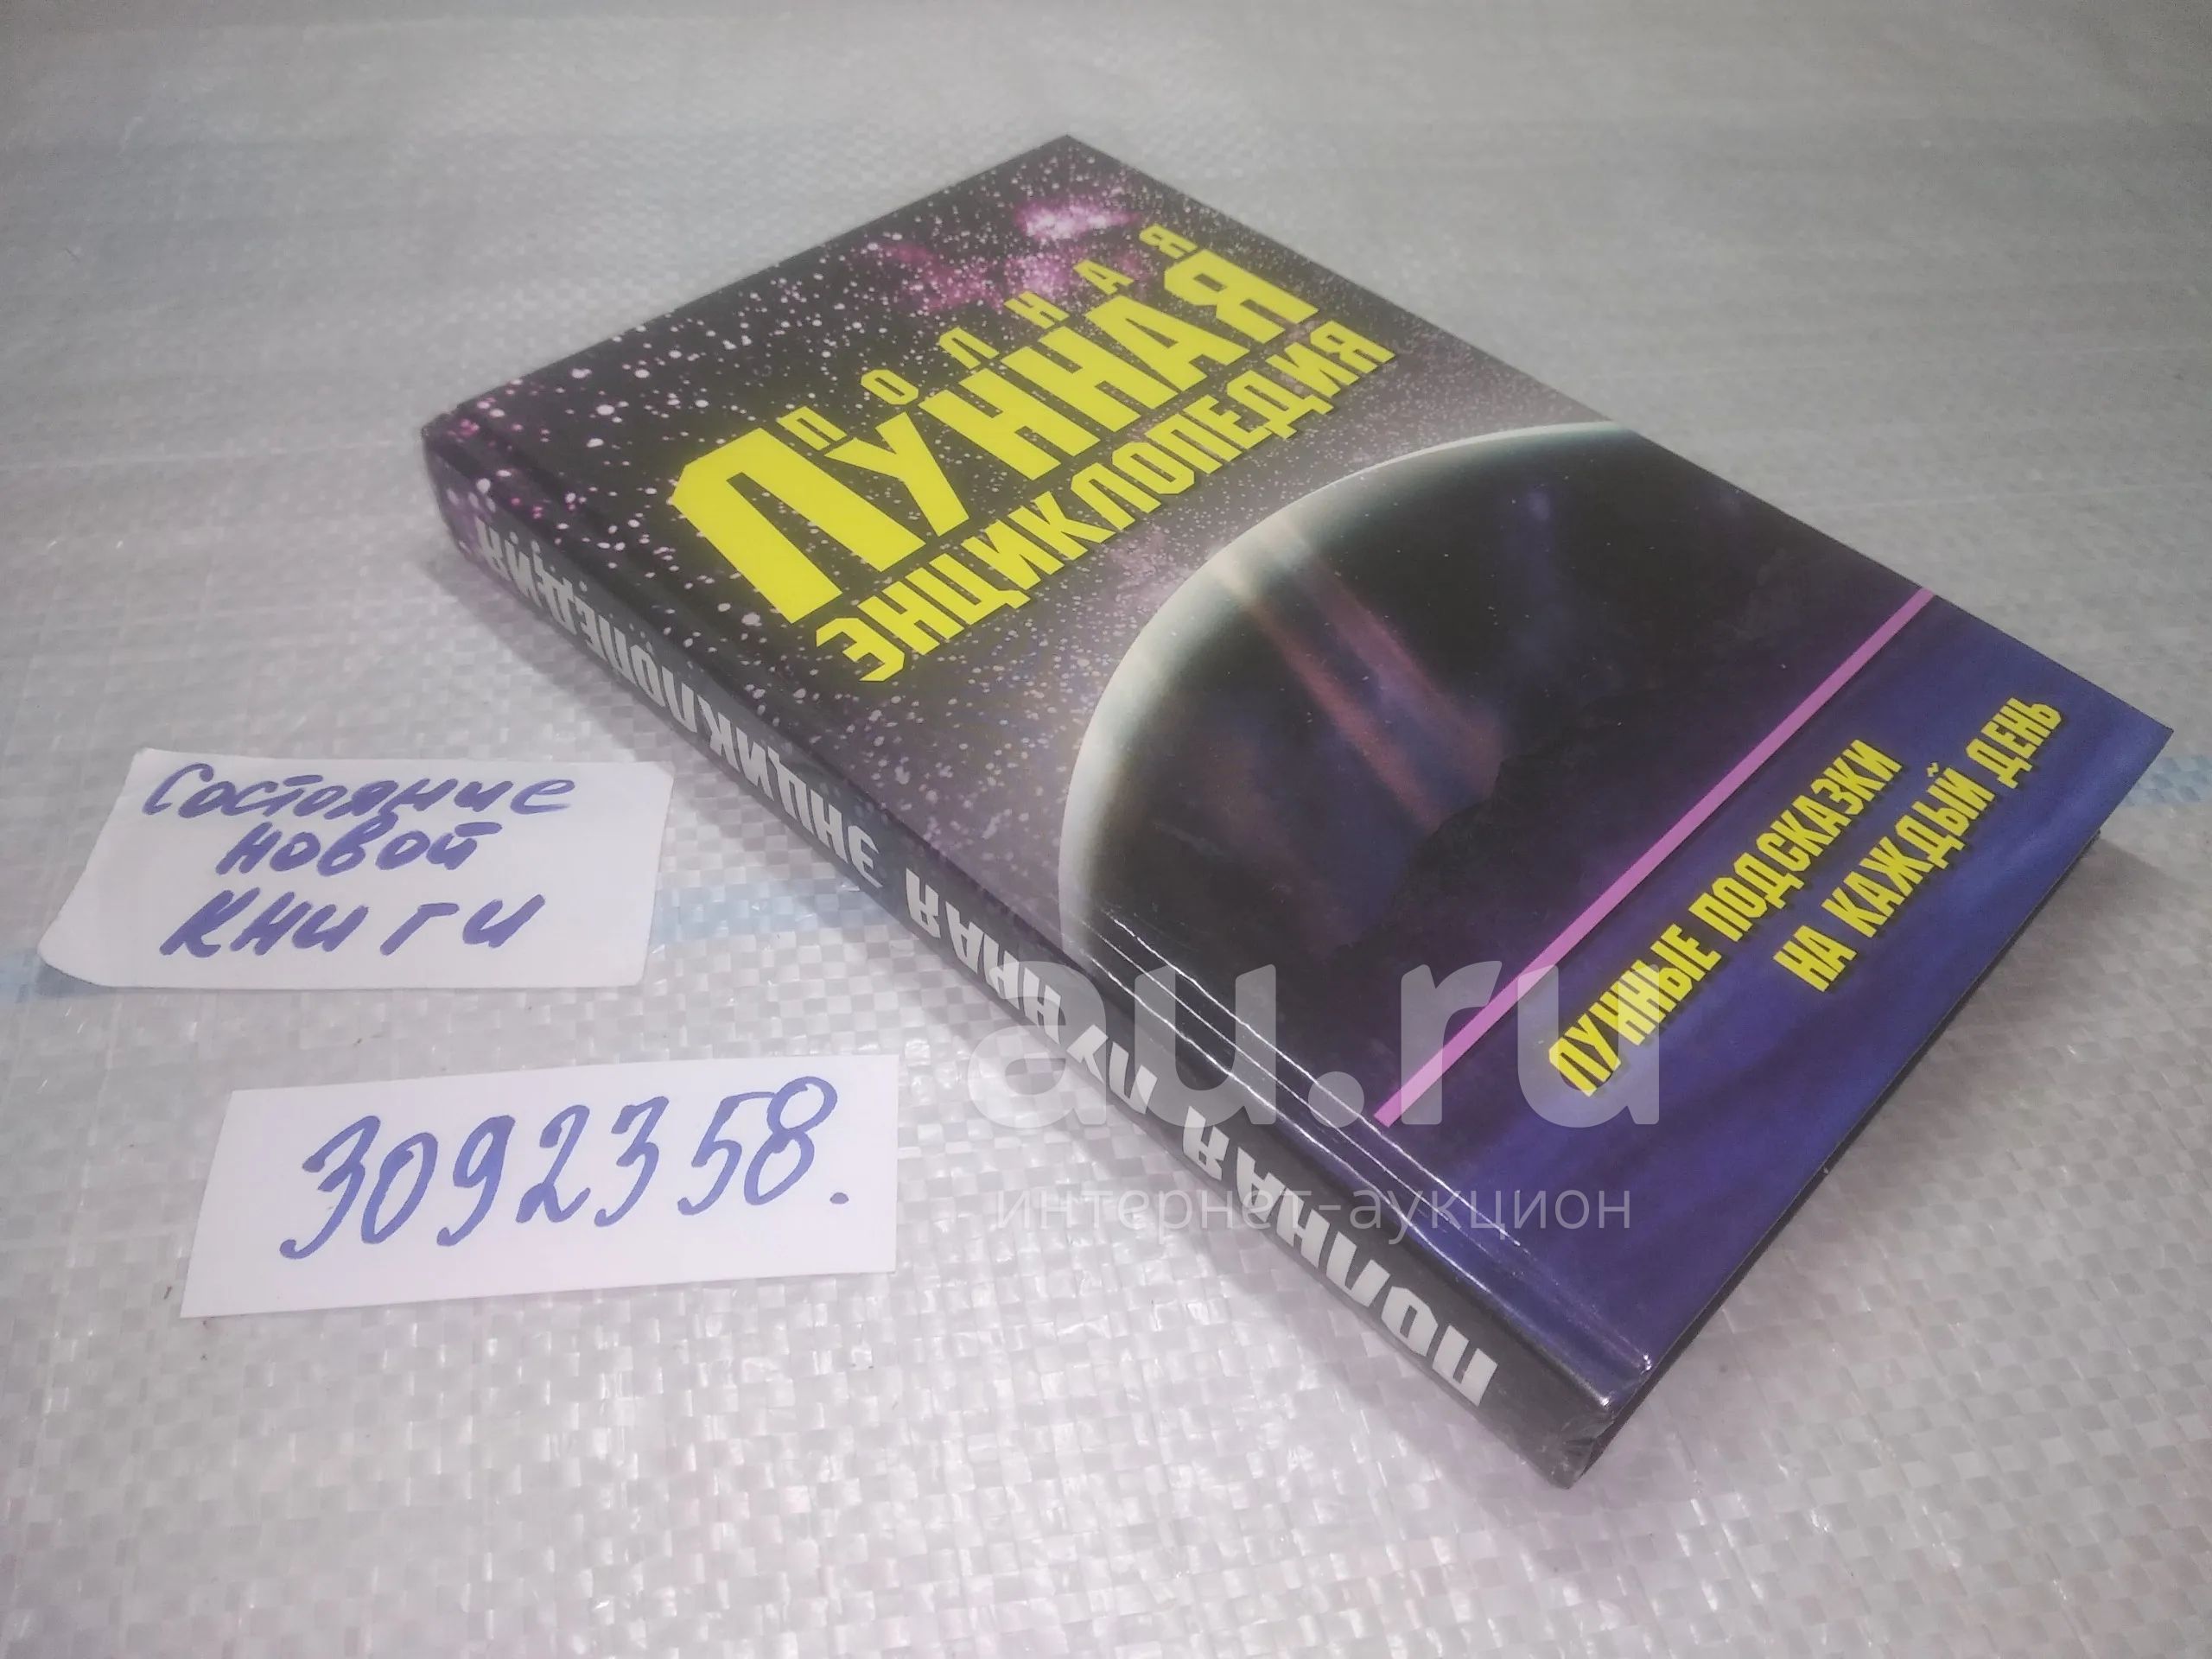 ПОЛНАЯ
ЛУННАЯ
ЭНЦИКЛОПЕДИЯ
ЛУННЫЕ ПОДСКАЗКИ
НА КАЖДЫЙ ДЕНЬ
ПОЛНАЯ ЛУННАЯ ЭНЦИКЛОПЕДИЯ
Состояние
новой
книги
3092358.
au.ru
интернет-аукцион